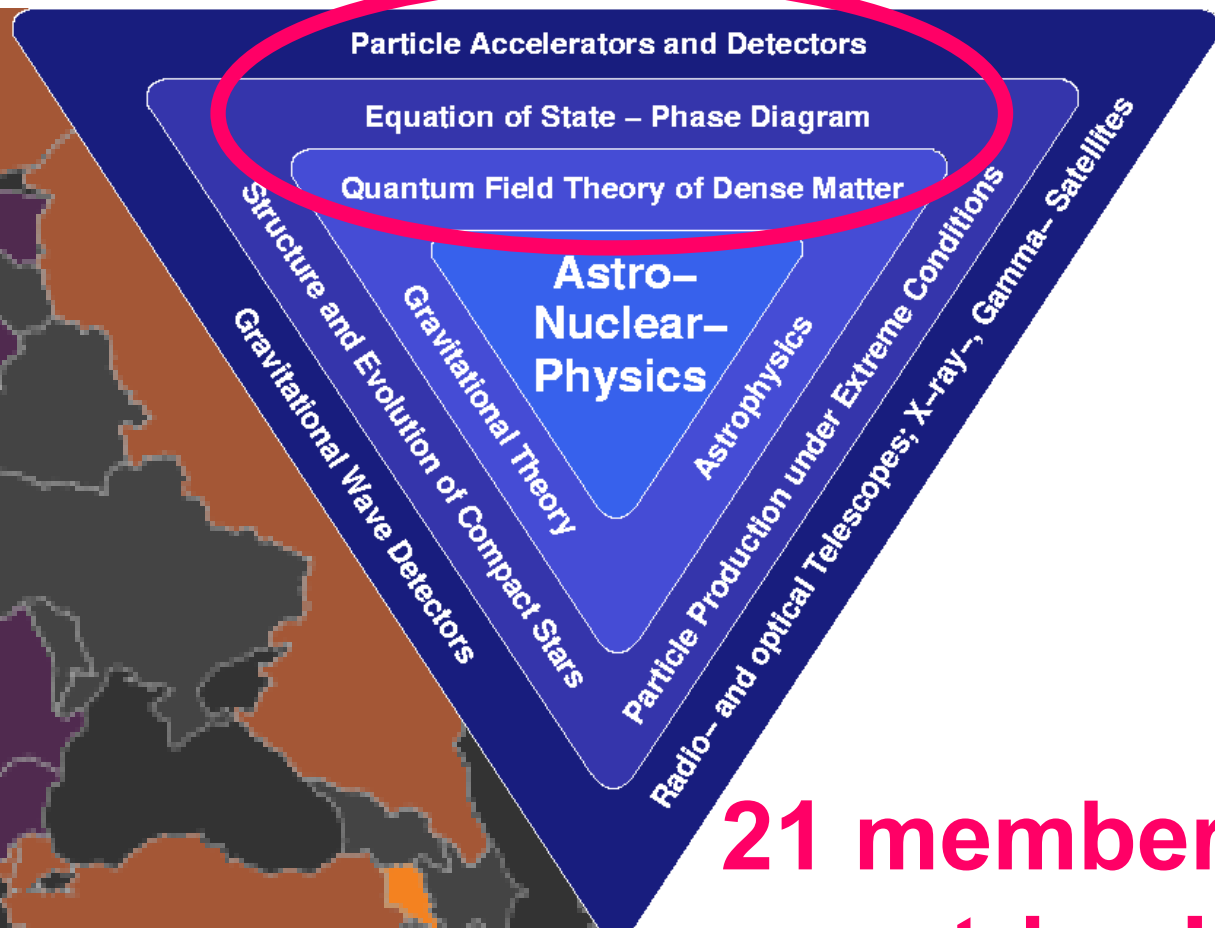 Particle Accelerators and Detectors
Equation of State – Phase Diagram
Quantum Field Theory of Dense Matter
Astro–
Nuclear–
Physics
Gravitational Theory
Astrophysics
Structure and Evolution of Compact Stars
Particle Production under Extreme Conditions
Gravitational Wave Detectors
Radio– and optical Telescopes; X–ray–, Gamma– Satellites
21 member